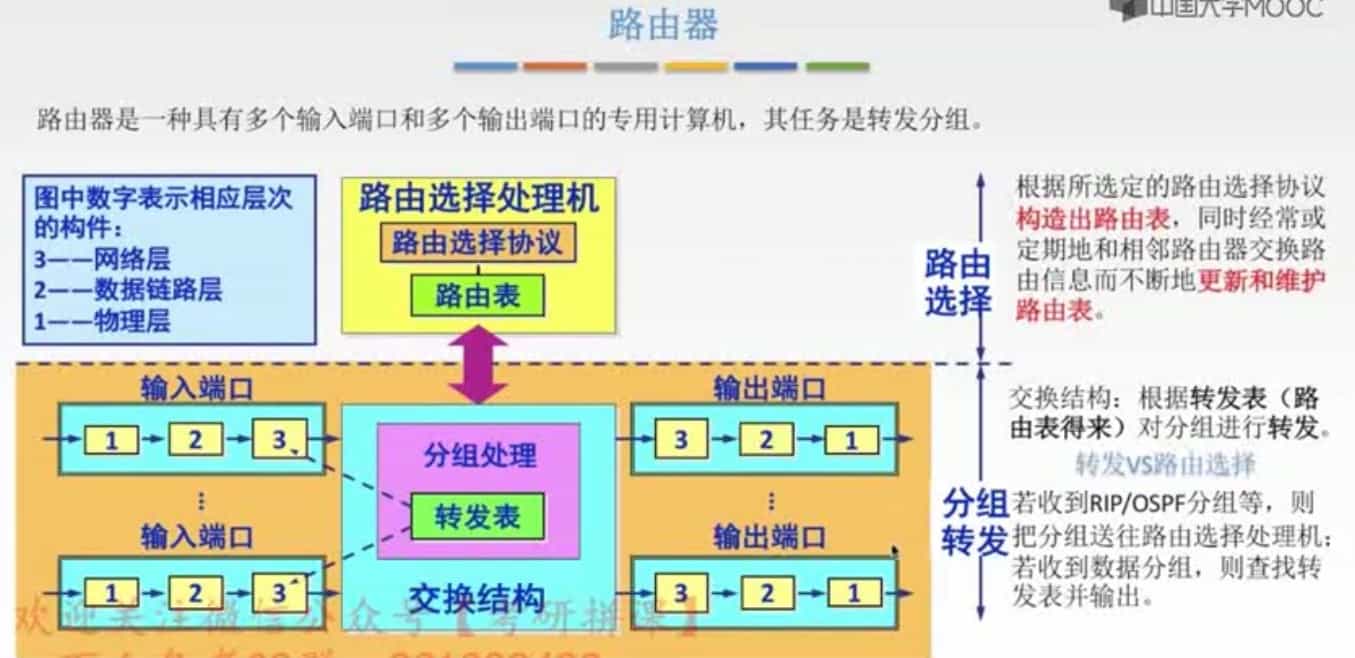 中国大学MOOC
路由器
路由器是一种具有多个输入端口和多个输出端口的专用计算机，其任务是转发分组。
图中数字表示相应层次
的构件：
3——网络层
2——数据链路层
1——物理层
路由选择处理机
路由选择协议
路由表
路由
选择
根据所选定的路由选择协议
构造出路由表，同时经常或
定期地和相邻路由器交换路
由信息而不断地更新和维护
路由表。
输入端口
1 2 3
⋮
输入端口
1 2 3
分组处理
转发表
交换结构
输出端口
3 2 1
⋮
输出端口
3 2 1
分组
转发
交换结构：根据转发表（路
由表得来）对分组进行转发。
转发VS路由选择
若收到RIP/OSPF分组等，则
把分组送往路由选择处理机；
若收到数据分组，则查找转
发表并输出。
欢迎关注微信公众号【考研拼课】